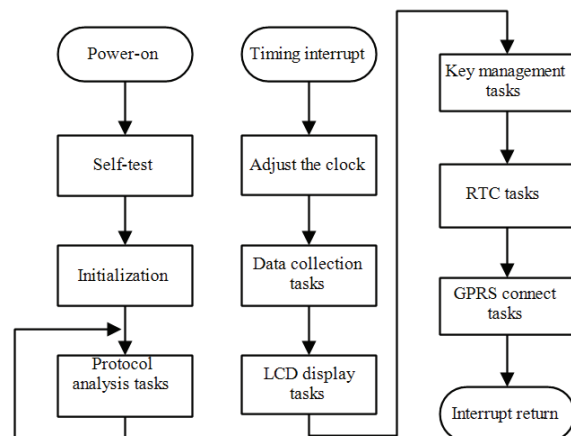 Power-on
Self-test
Initialization
Protocol
analysis tasks
Timing interrupt
Adjust the clock
Data collection
tasks
LCD display
tasks
Key management
tasks
RTC tasks
GPRS connect
tasks
Interrupt return